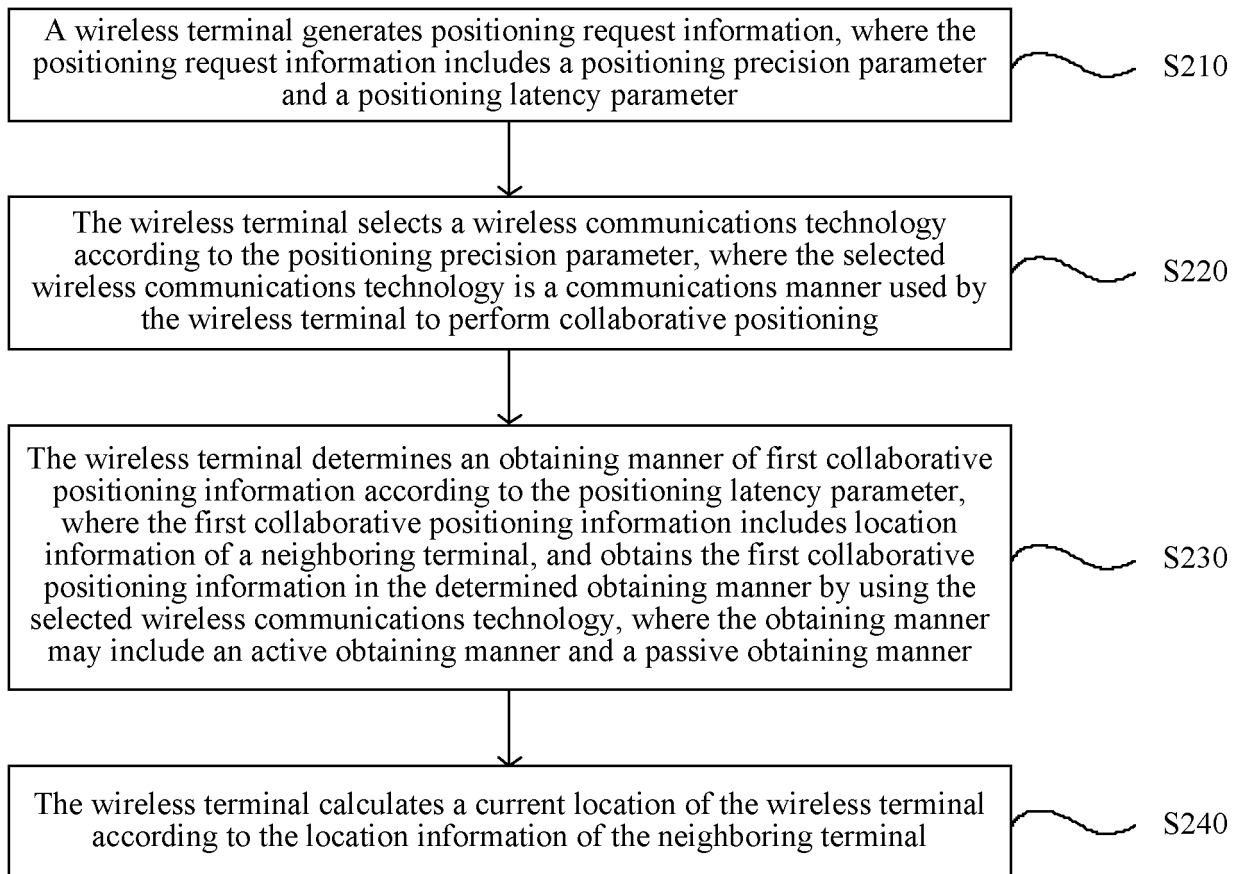 A wireless terminal generates positioning request information, where the
positioning request information includes a positioning precision parameter
and a positioning latency parameter
S210
The wireless terminal selects a wireless communications technology
according to the positioning precision parameter, where the selected
wireless communications technology is a communications manner used by
the wireless terminal to perform collaborative positioning
S220
The wireless terminal determines an obtaining manner of first collaborative
positioning information according to the positioning latency parameter,
where the first collaborative positioning information includes location
information of a neighboring terminal, and obtains the first collaborative
positioning information in the determined obtaining manner by using the
selected wireless communications technology, where the obtaining manner
may include an active obtaining manner and a passive obtaining manner
S230
The wireless terminal calculates a current location of the wireless terminal
according to the location information of the neighboring terminal
S240